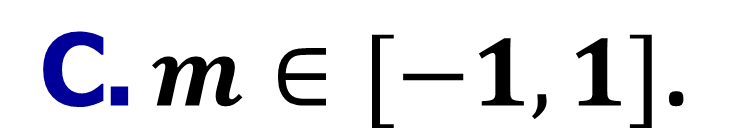 C. m ∈ [−1, 1].